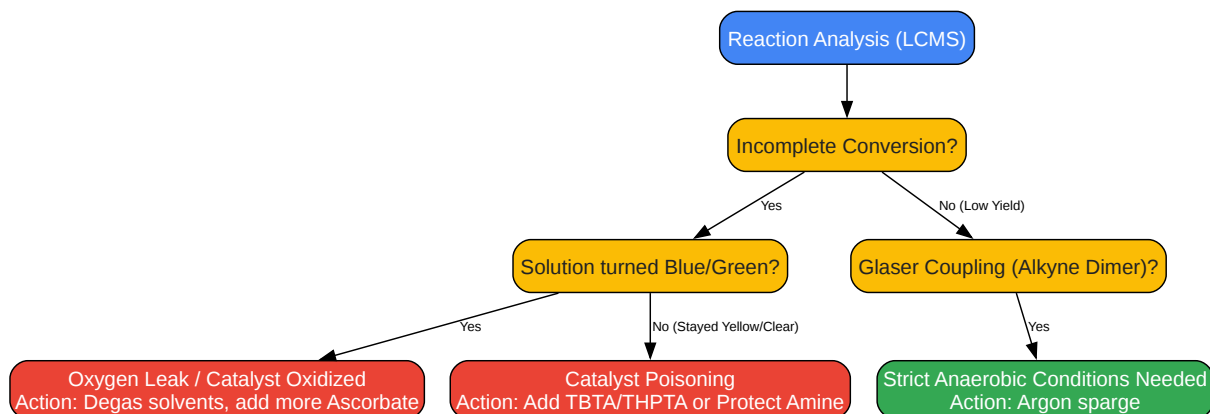 Reaction Analysis (LCMS)
Incomplete Conversion?
Yes
No (Low Yield)
Solution turned Blue/Green?
Glaser Coupling (Alkyne Dimer)?
Yes
No (Stayed Yellow/Clear)
Yes
Oxygen Leak / Catalyst Oxidized
Action: Degas solvents, add more Ascorbate
Catalyst Poisoning
Action: Add TBTA/THPTA or Protect Amine
Strict Anaerobic Conditions Needed
Action: Argon sparge